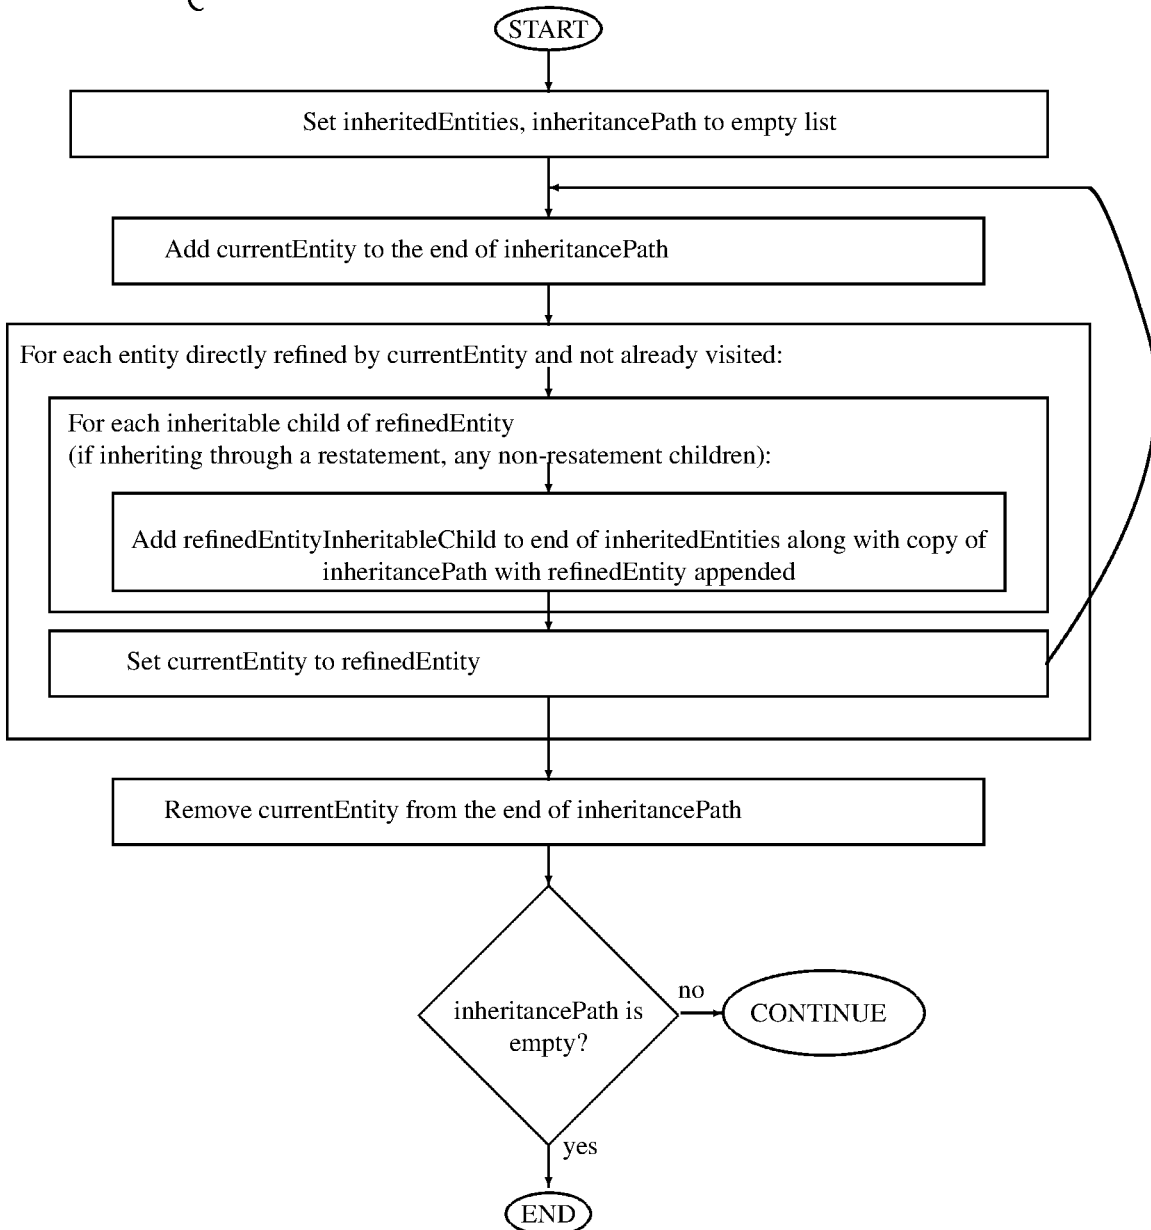 START
Set inheritedEntities, inheritancePath to empty list
Add currentEntity to the end of inheritancePath
For each entity directly refined by currentEntity and not already visited:
For each inheritable child of refinedEntity
(if inheriting through a restatement, any non-resatement children):
Add refinedEntityInheritableChild to end of inheritedEntities along with copy of
inheritancePath with refinedEntity appended
Set currentEntity to refinedEntity
Remove currentEntity from the end of inheritancePath
inheritancePath is
empty?
no
CONTINUE
yes
END